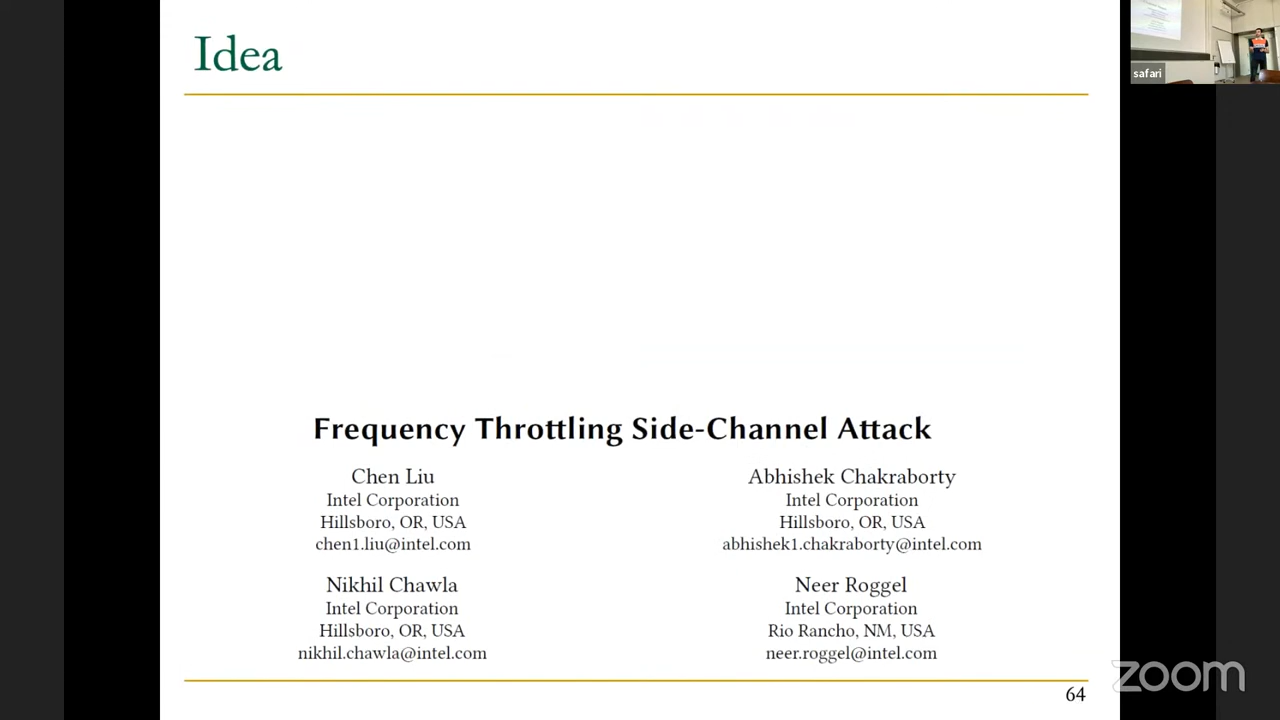 Idea
safari
Frequency Throttling Side-Channel Attack
Chen Liu
Intel Corporation
Hillsboro, OR, USA
chen1.liu@intel.com
Abhishek Chakraborty
Intel Corporation
Hillsboro, OR, USA
abhishek1.chakraborty@intel.com
Nikhil Chawla
Intel Corporation
Hillsboro, OR, USA
nikhil.chawla@intel.com
Neer Roggel
Intel Corporation
Rio Rancho, NM, USA
neer.roggel@intel.com
64
zoom